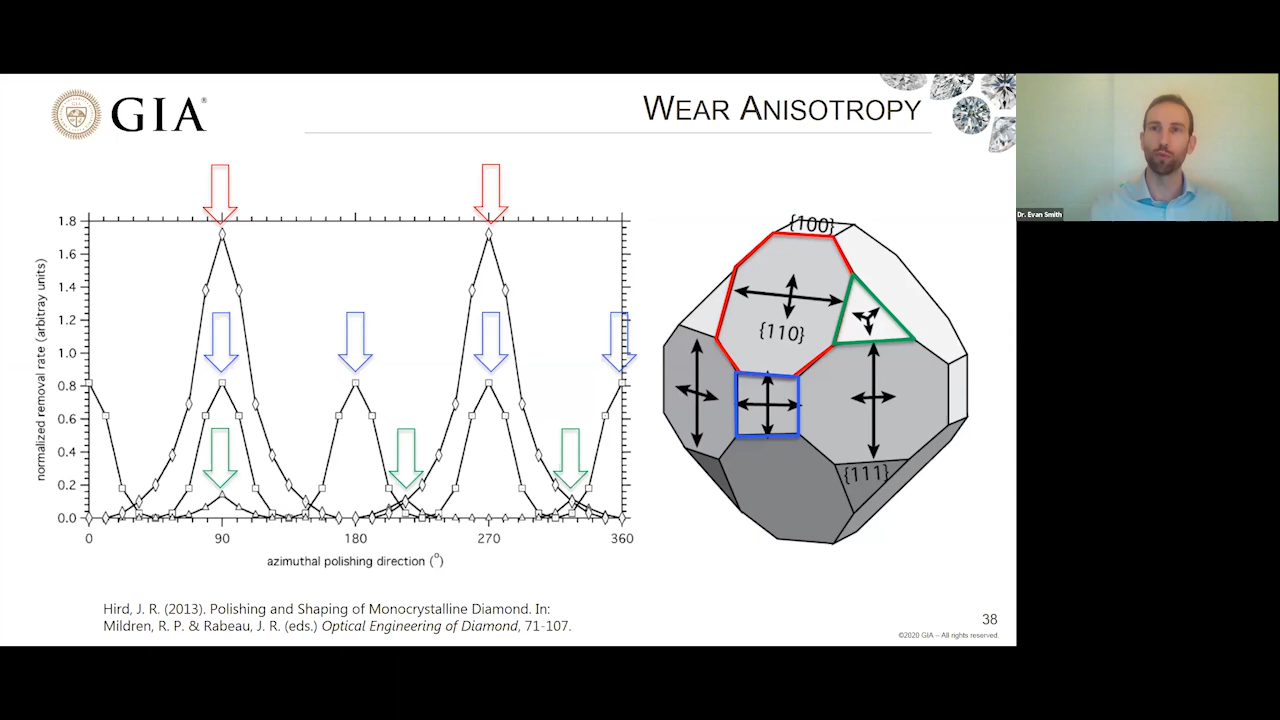 GIA®
WEAR ANISOTROPY
Dr. Evan Smith
1.8
1.6
1.4
1.2
1.0
0.8
0.6
0.4
0.2
0.0
normalized removal rate (arbitray units)
0 90 180 270 360
azimuthal polishing direction (°)
{100}
{110}
{111}
Hird, J. R. (2013). Polishing and Shaping of Monocrystalline Diamond. In:
Mildren, R. P. & Rabeau, J. R. (eds.) Optical Engineering of Diamond, 71-107.
38
©2020 GIA – All rights reserved